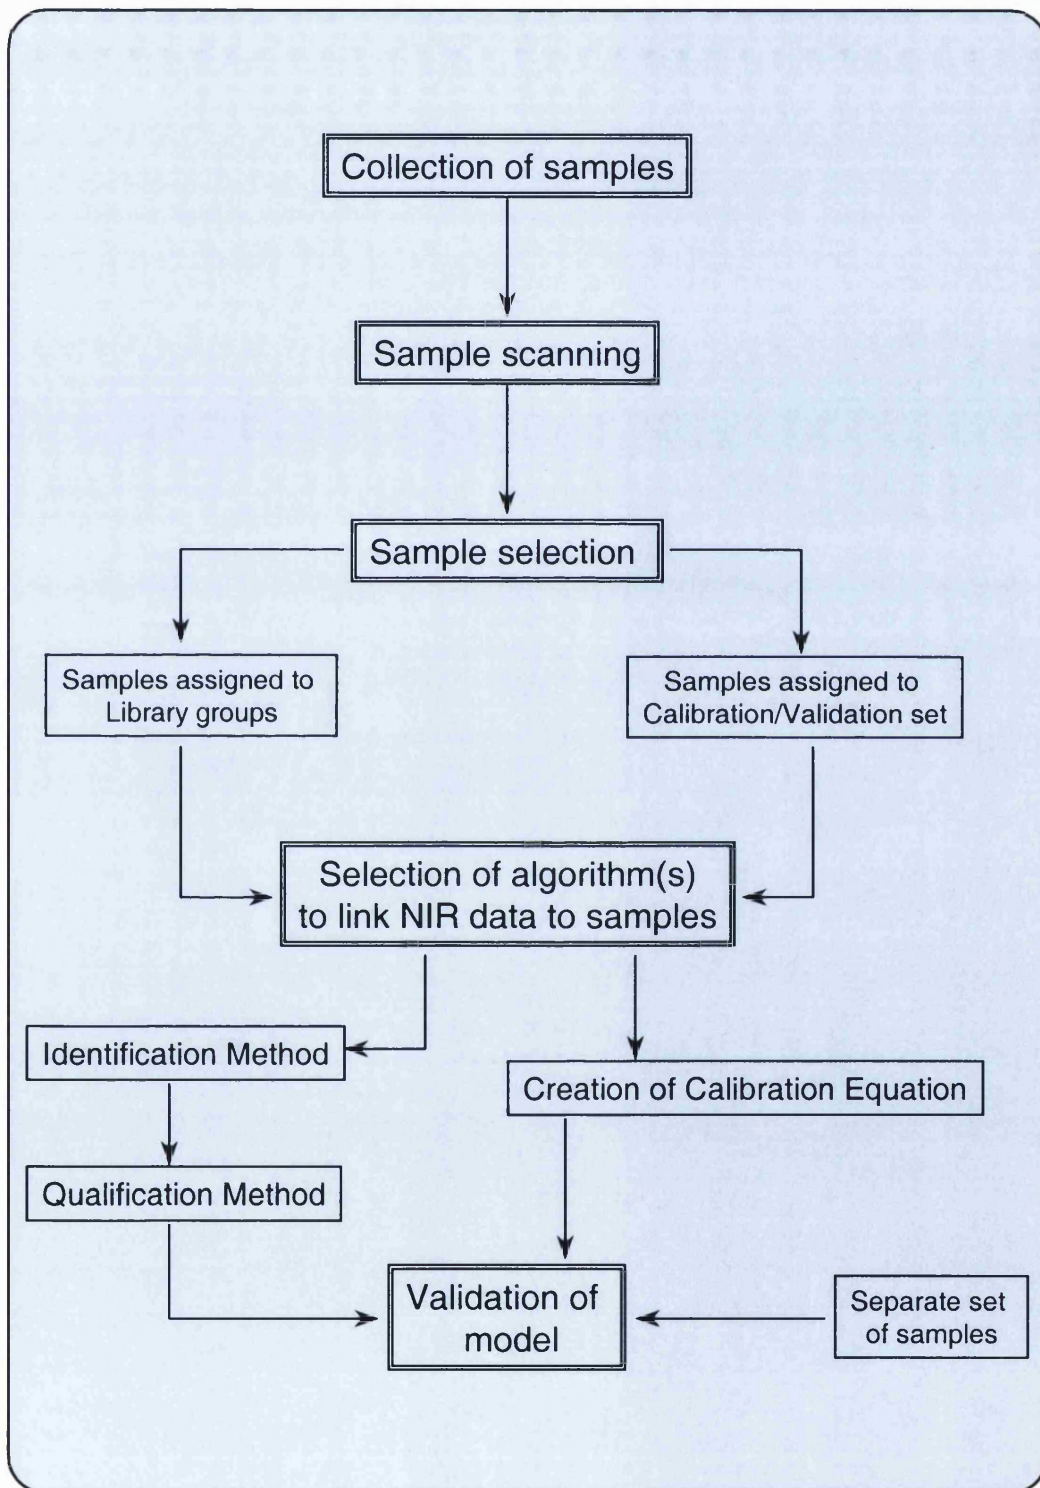 Collection of samples
Sample scanning
Sample selection
Samples assigned to
Library groups
Samples assigned to
Calibration/Validation set
Selection of algorithm(s)
to link NIR data to samples
Identification Method
Creation of Calibration Equation
Qualification Method
Validation of
model
Separate set
of samples